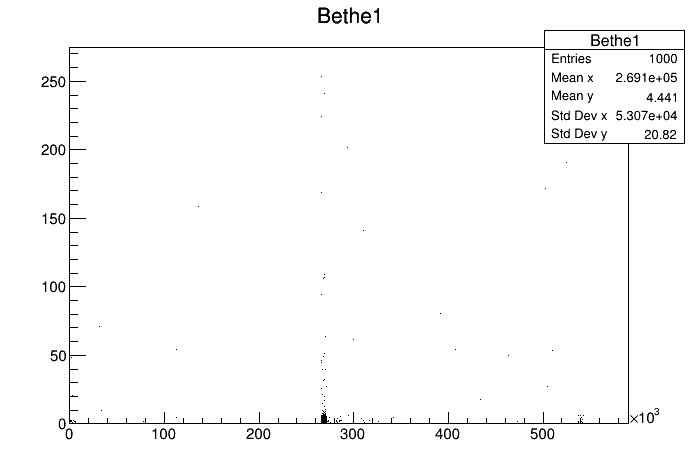 Bethe1
Bethe1
Entries 1000
Mean x 2.691e+05
Mean y 4.441
Std Dev x 5.307e+04
Std Dev y 20.82
250
200
150
100
50
0
0 100 200 300 400 500 ×10³